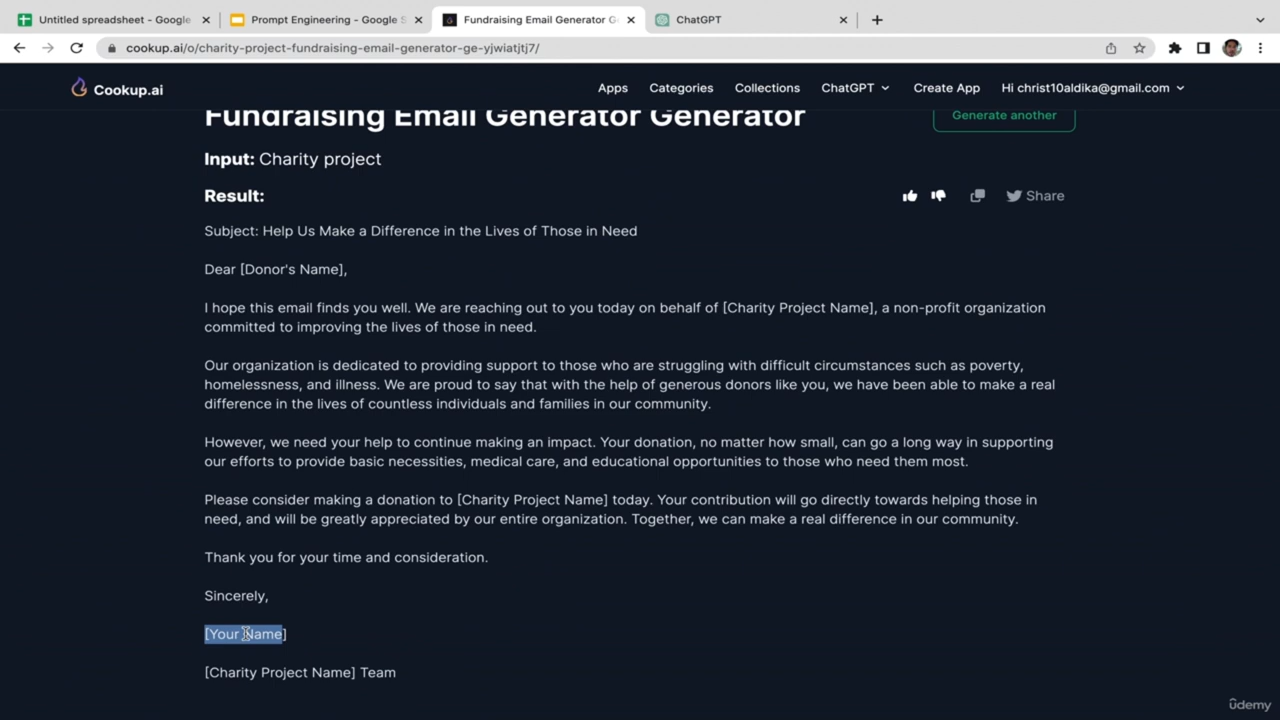 Untitled spreadsheet - Google
Prompt Engineering - Google S
Fundraising Email Generator G
ChatGPT
cookup.ai/o/charity-project-fundraising-email-generator-ge-yjwiatjtj7/
Cookup.ai
Apps
Categories
Collections
ChatGPT
Create App
Hi christ10aldika@gmail.com
Fundraising Email Generator Generator
Generate another
Input: Charity project
Result:
Share
Subject: Help Us Make a Difference in the Lives of Those in Need
Dear [Donor's Name],
I hope this email finds you well. We are reaching out to you today on behalf of [Charity Project Name], a non-profit organization
committed to improving the lives of those in need.
Our organization is dedicated to providing support to those who are struggling with difficult circumstances such as poverty,
homelessness, and illness. We are proud to say that with the help of generous donors like you, we have been able to make a real
difference in the lives of countless individuals and families in our community.
However, we need your help to continue making an impact. Your donation, no matter how small, can go a long way in supporting
our efforts to provide basic necessities, medical care, and educational opportunities to those who need them most.
Please consider making a donation to [Charity Project Name] today. Your contribution will go directly towards helping those in
need, and will be greatly appreciated by our entire organization. Together, we can make a real difference in our community.
Thank you for your time and consideration.
Sincerely,
[Your Name]
[Charity Project Name] Team
ûdemy